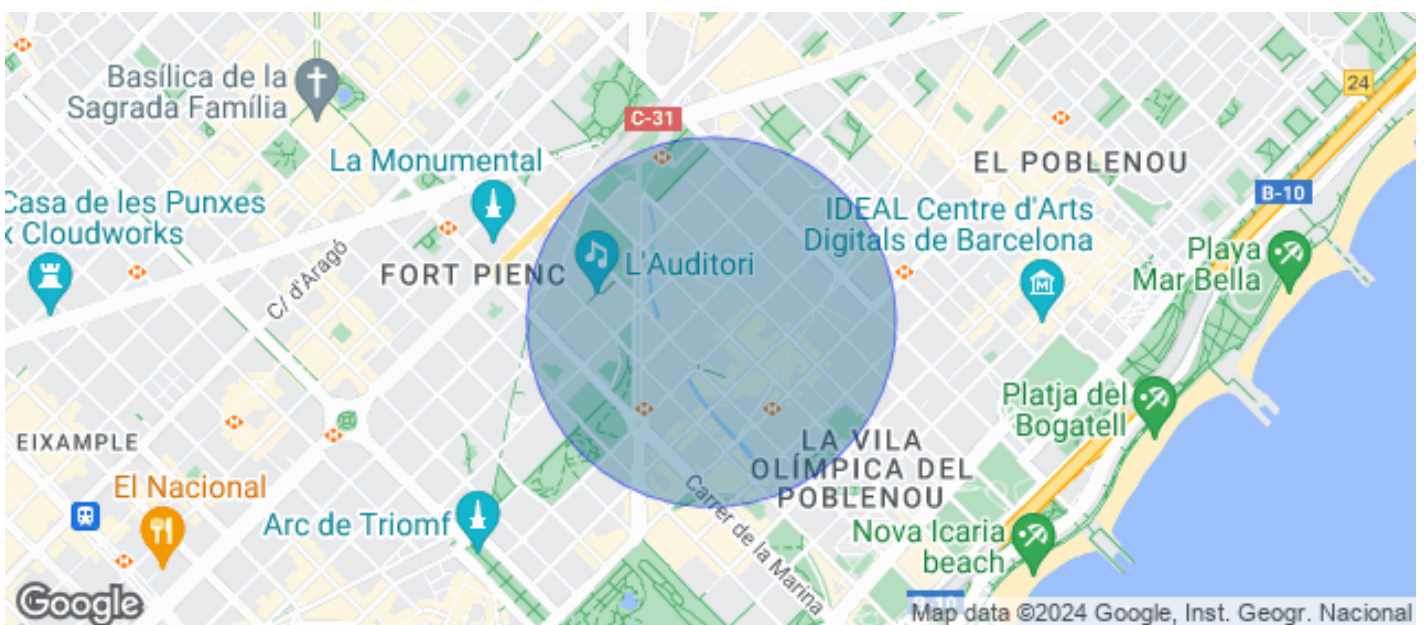 Basílica de la
Sagrada Família
C-31
24
La Monumental
EL POBLENOU
B-10
Casa de les Punxes
x Cloudworks
IDEAL Centre d'Arts
Digitals de Barcelona
Playa
Mar Bella
C/ d'Aragó
FORT PIENC
L'Auditori
M
Platja del
Bogatell
EIXAMPLE
LA VILA
OLÍMPICA DEL
POBLENOU
El Nacional
Arc de Triomf
Carrer de la Marina
Nova Icaria
beach
Google
B-10
Map data ©2024 Google, Inst. Geogr. Nacional